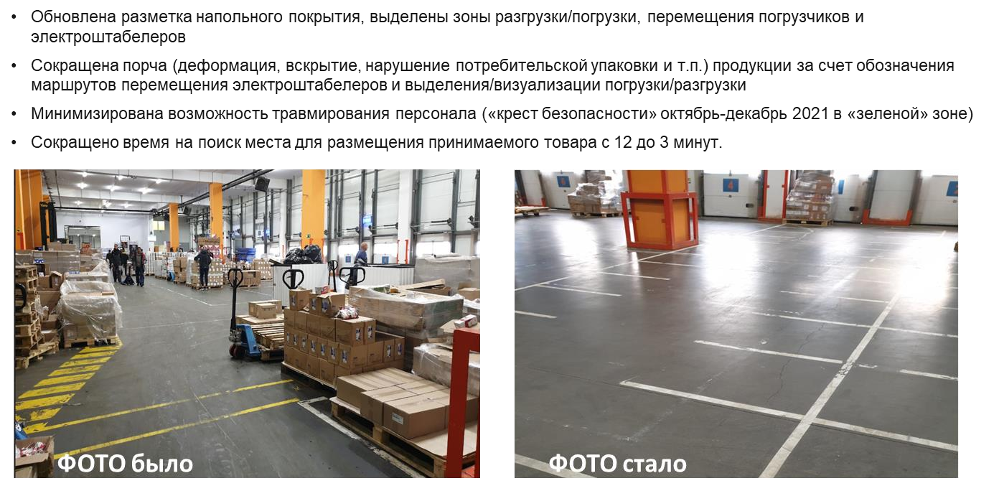 • Обновлена разметка напольного покрытия, выделены зоны разгрузки/погрузки, перемещения погрузчиков и
электроштабелеров
• Сокращена порча (деформация, вскрытие, нарушение потребительской упаковки и т.п.) продукции за счет обозначения
маршрутов перемещения электроштабелеров и выделения/визуализации погрузки/разгрузки
• Минимизирована возможность травмирования персонала («крест безопасности» октябрь-декабрь 2021 в «зеленой» зоне)
• Сокращено время на поиск места для размещения принимаемого товара с 12 до 3 минут.
4
ФОТО было
ФОТО стало